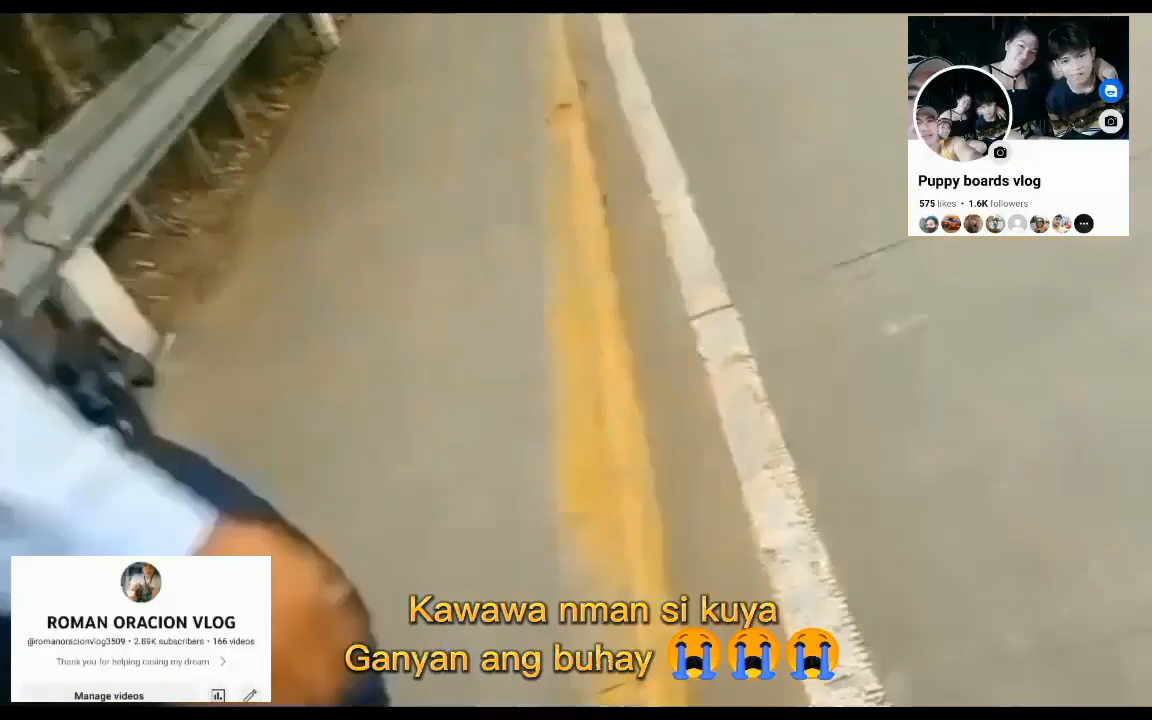 Puppy boards vlog
575 likes • 1.6K followers
ROMAN ORACION VLOG
@romanoracionvlog3509 • 2.89K subscribers • 166 videos
Thank you for helping casing my dream
Manage videos
Kawawa nman si kuya
Ganyan ang buhay 😭😭😭